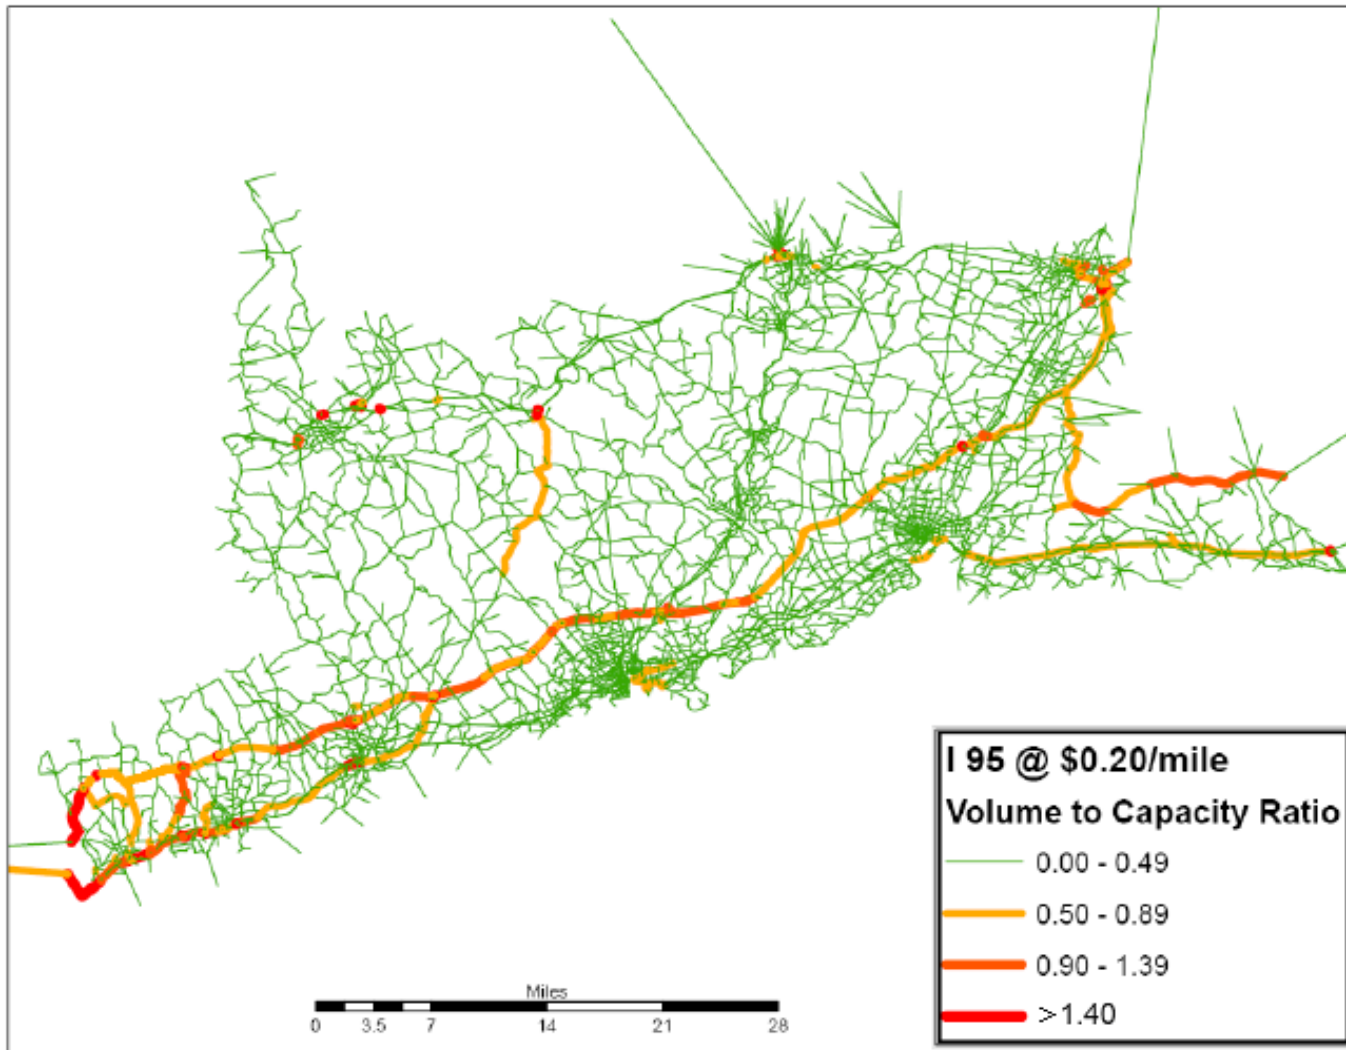 I 95 @ $0.20/mile
Volume to Capacity Ratio
0.00 - 0.49
0.50 - 0.89
0.90 - 1.39
>1.40
Miles
0 3.5 7 14 21 28